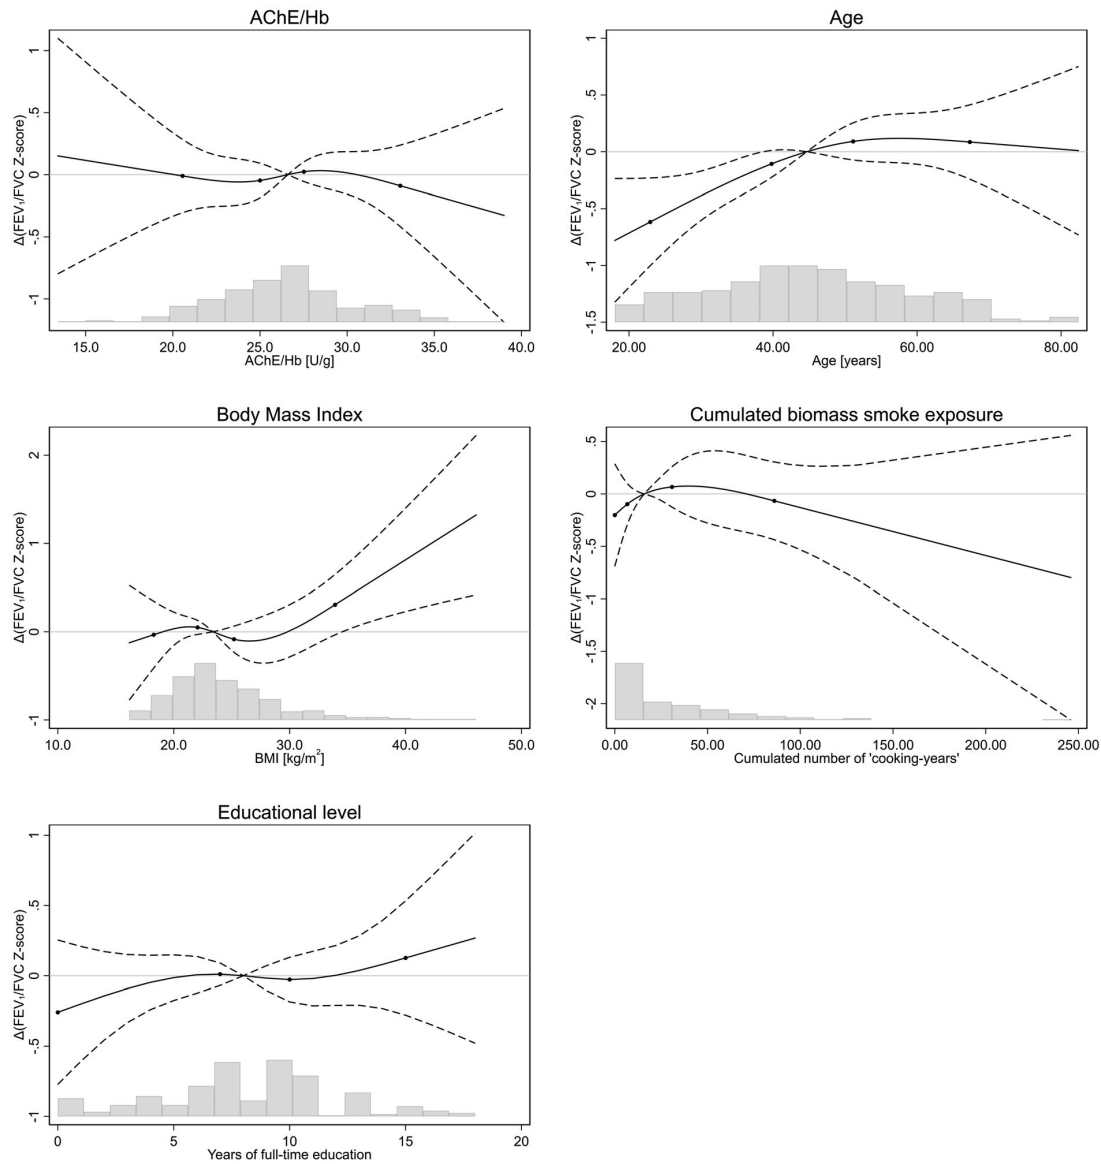 AChE/Hb
Δ(FEV₁/FVC Z-score)
1
.5
0
-.5
-1
15.0 20.0 25.0 30.0 35.0 40.0
AChE/Hb [U/g]
Age
Δ(FEV₁/FVC Z-score)
1
.5
0
-.5
-1
-1.5
20.00 40.00 60.00 80.00
Age [years]
Body Mass Index
Δ(FEV₁/FVC Z-score)
2
1
0
-1
10.0 20.0 30.0 40.0 50.0
BMI [kg/m²]
Cumulated biomass smoke exposure
Δ(FEV₁/FVC Z-score)
.5
0
-.5
-1
-1.5
-2
0.00 50.00 100.00 150.00 200.00 250.00
Cumulated number of 'cooking-years'
Educational level
Δ(FEV₁/FVC Z-score)
1
.5
0
-.5
-1
0 5 10 15 20
Years of full-time education